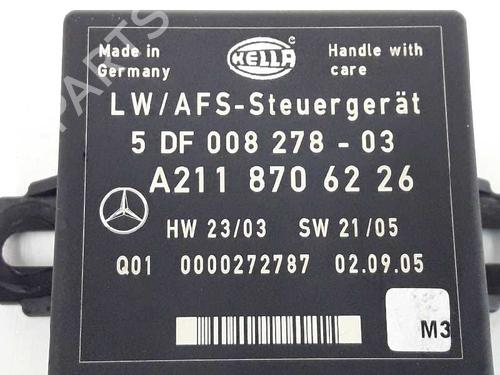 Made in
Germany
HELLA
Handle with
care
LW/AFS-Steuergerät
5 DF 008 278 - 03
A211 870 62 26
HW 23/03 SW 21/05
Q01 0000272787 02.09.05
M3
PARTS